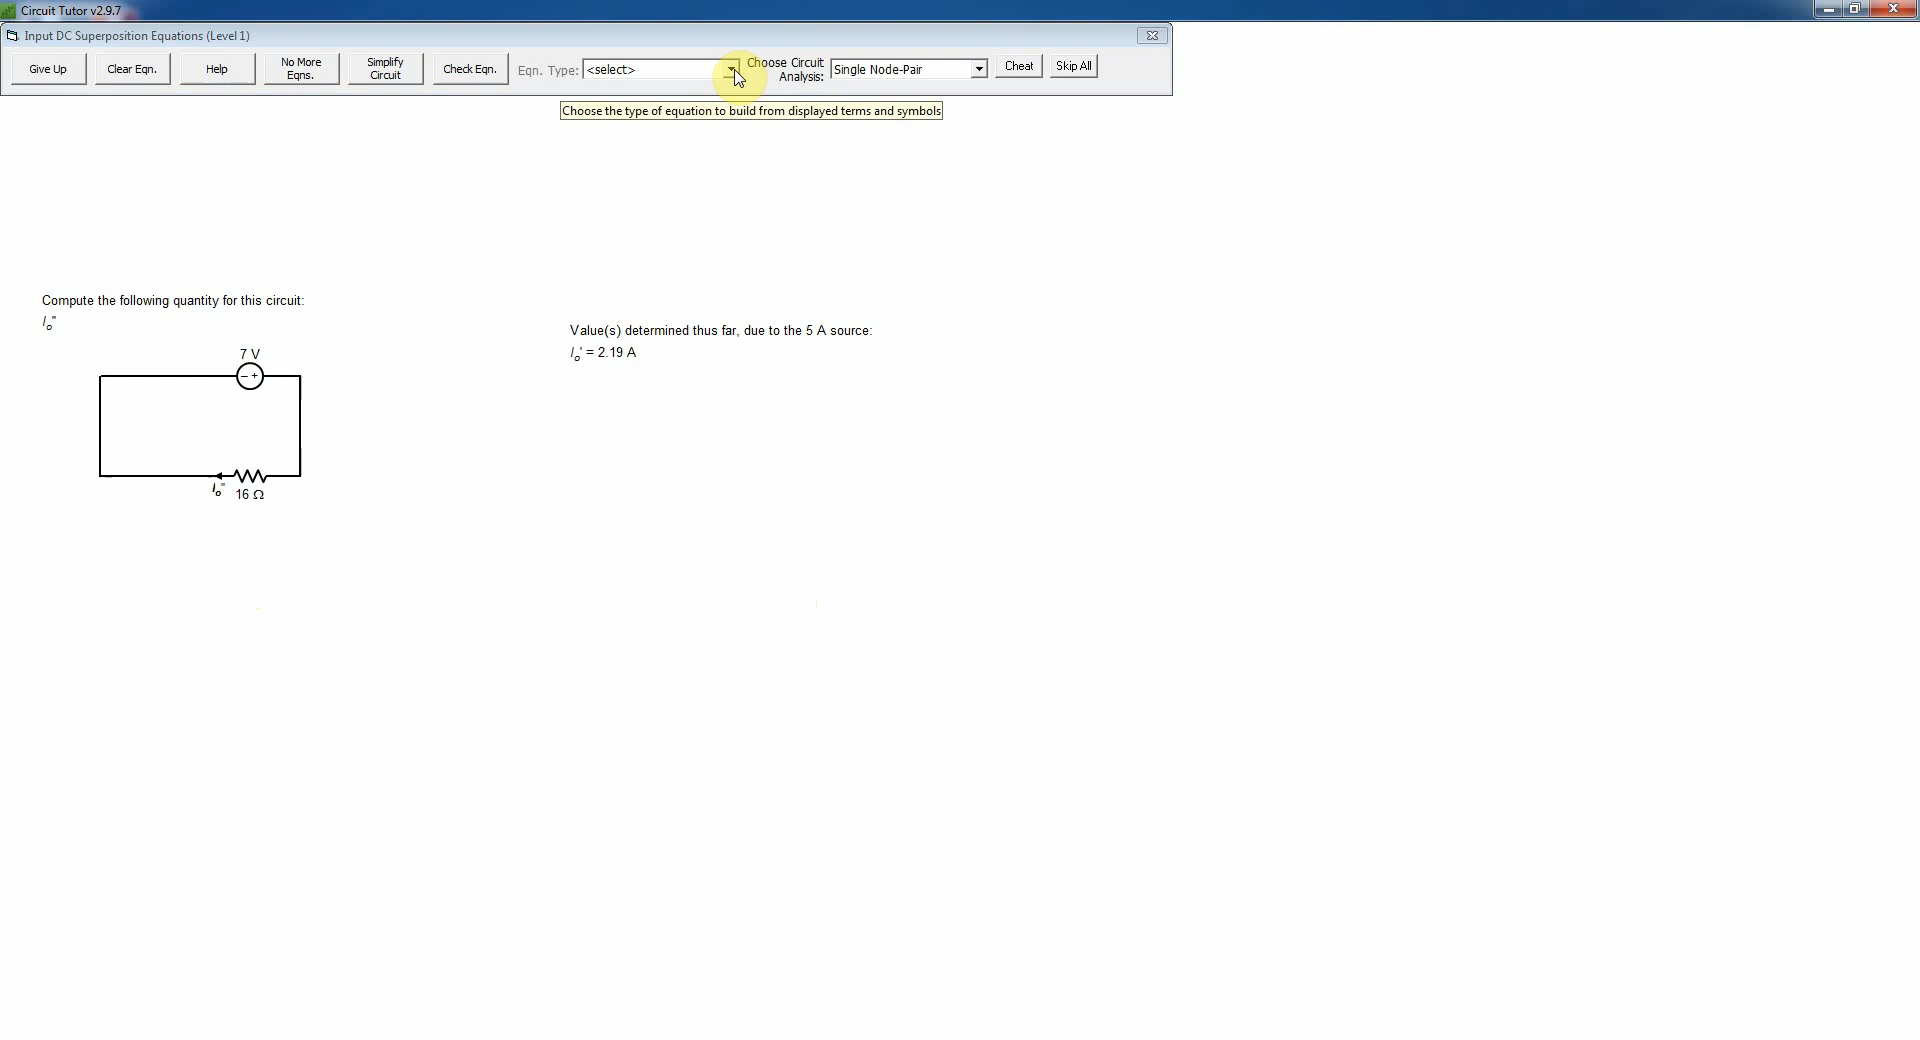 Circuit Tutor v2.9.7
Input DC Superposition Equations (Level 1)
Give Up
Clear Eqn.
Help
No More
Eqns.
Simplify
Circuit
Check Eqn.
Eqn. Type:
<select>
Choose Circuit
Analysis:
Single Node-Pair
Cheat
Skip All
Choose the type of equation to build from displayed terms and symbols
Compute the following quantity for this circuit:
Io"
Value(s) determined thus far, due to the 5 A source:
Io' = 2.19 A
7 V
− +
Io"
16 Ω